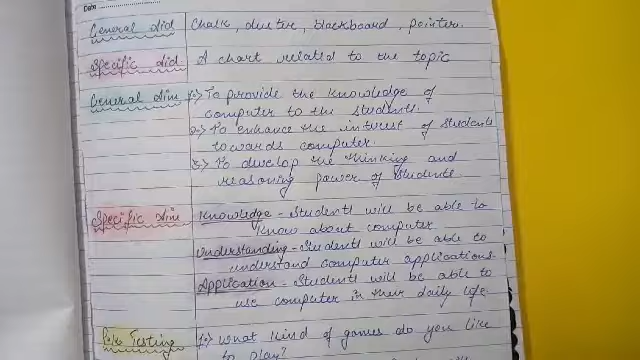 Date
General Aid Chalk, duster, blackboard, pointer.
Specific Aid A chart related to the topic
General Aim 1.> To provide the knowledge of
computer to the students.
2.> To enhance the interest of students
towards computer.
3.> To develop the thinking and
reasoning power of students.
Specific Aim Knowledge - Students will be able to
know about computer
Understanding - Students will be able to
understand computer applications.
Application - Students will be able to
use computer in their daily life.
Testing 1.> What kind of games do you like
to play?